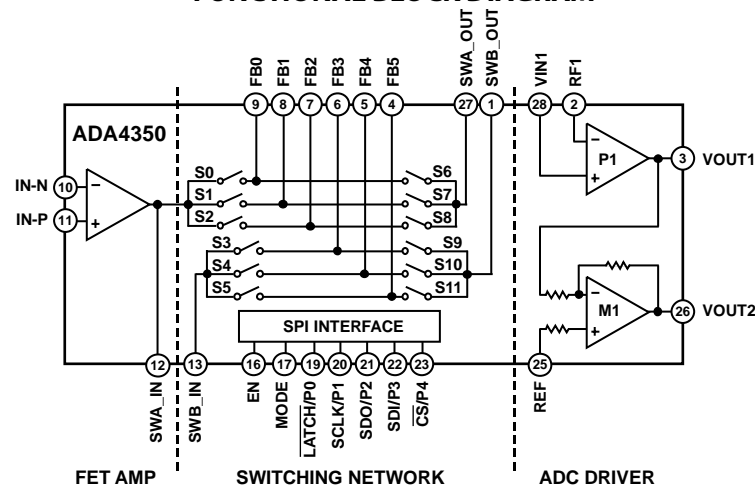 FUNCTIONAL BLOCK DIAGRAM
FB0
FB1
FB2
FB3
FB4
FB5
SWA_OUT
SWB_OUT
VIN1
RF1
9
8
7
6
5
4
27
1
28
2
ADA4350
IN-N
10
−
IN-P
11
+
S0
S1
S2
S3
S4
S5
S6
S7
S8
S9
S10
S11
−
P1
+
3
VOUT1
−
M1
+
26
VOUT2
SPI INTERFACE
12
13
16
17
19
20
21
22
23
25
SWA_IN
SWB_IN
EN
MODE
LATCH/P0
SCLK/P1
SDO/P2
SDI/P3
CS/P4
REF
FET AMP
SWITCHING NETWORK
ADC DRIVER